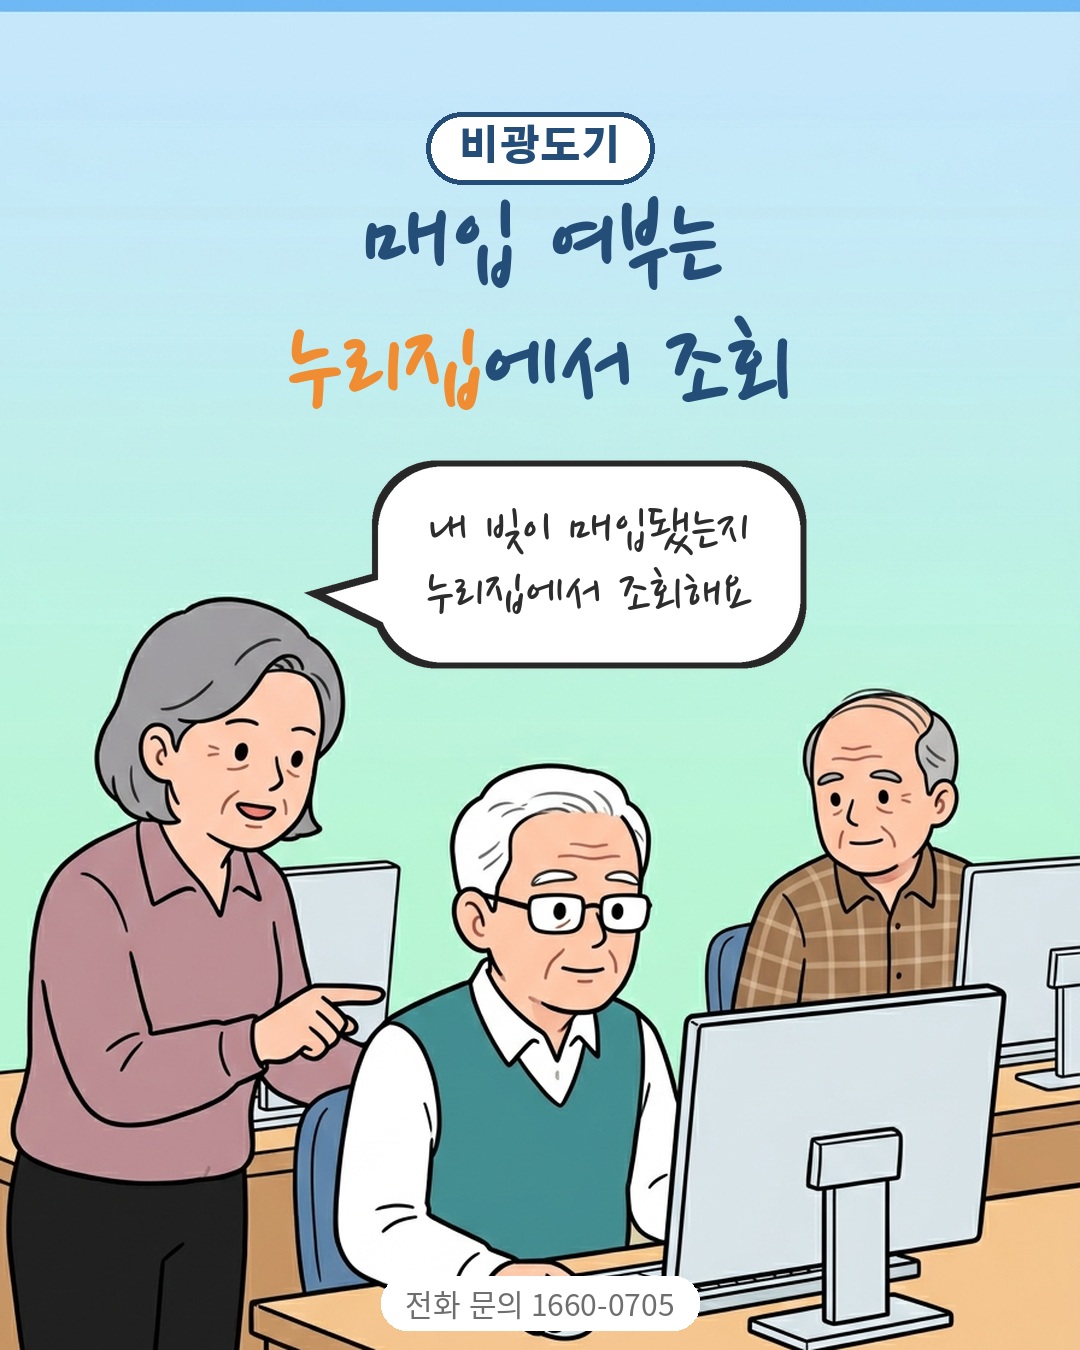 비광도기
매입 여부는
누리집에서 조회
내 빚이 매입됐는지
누리집에서 조회해요
전화 문의 1660-0705